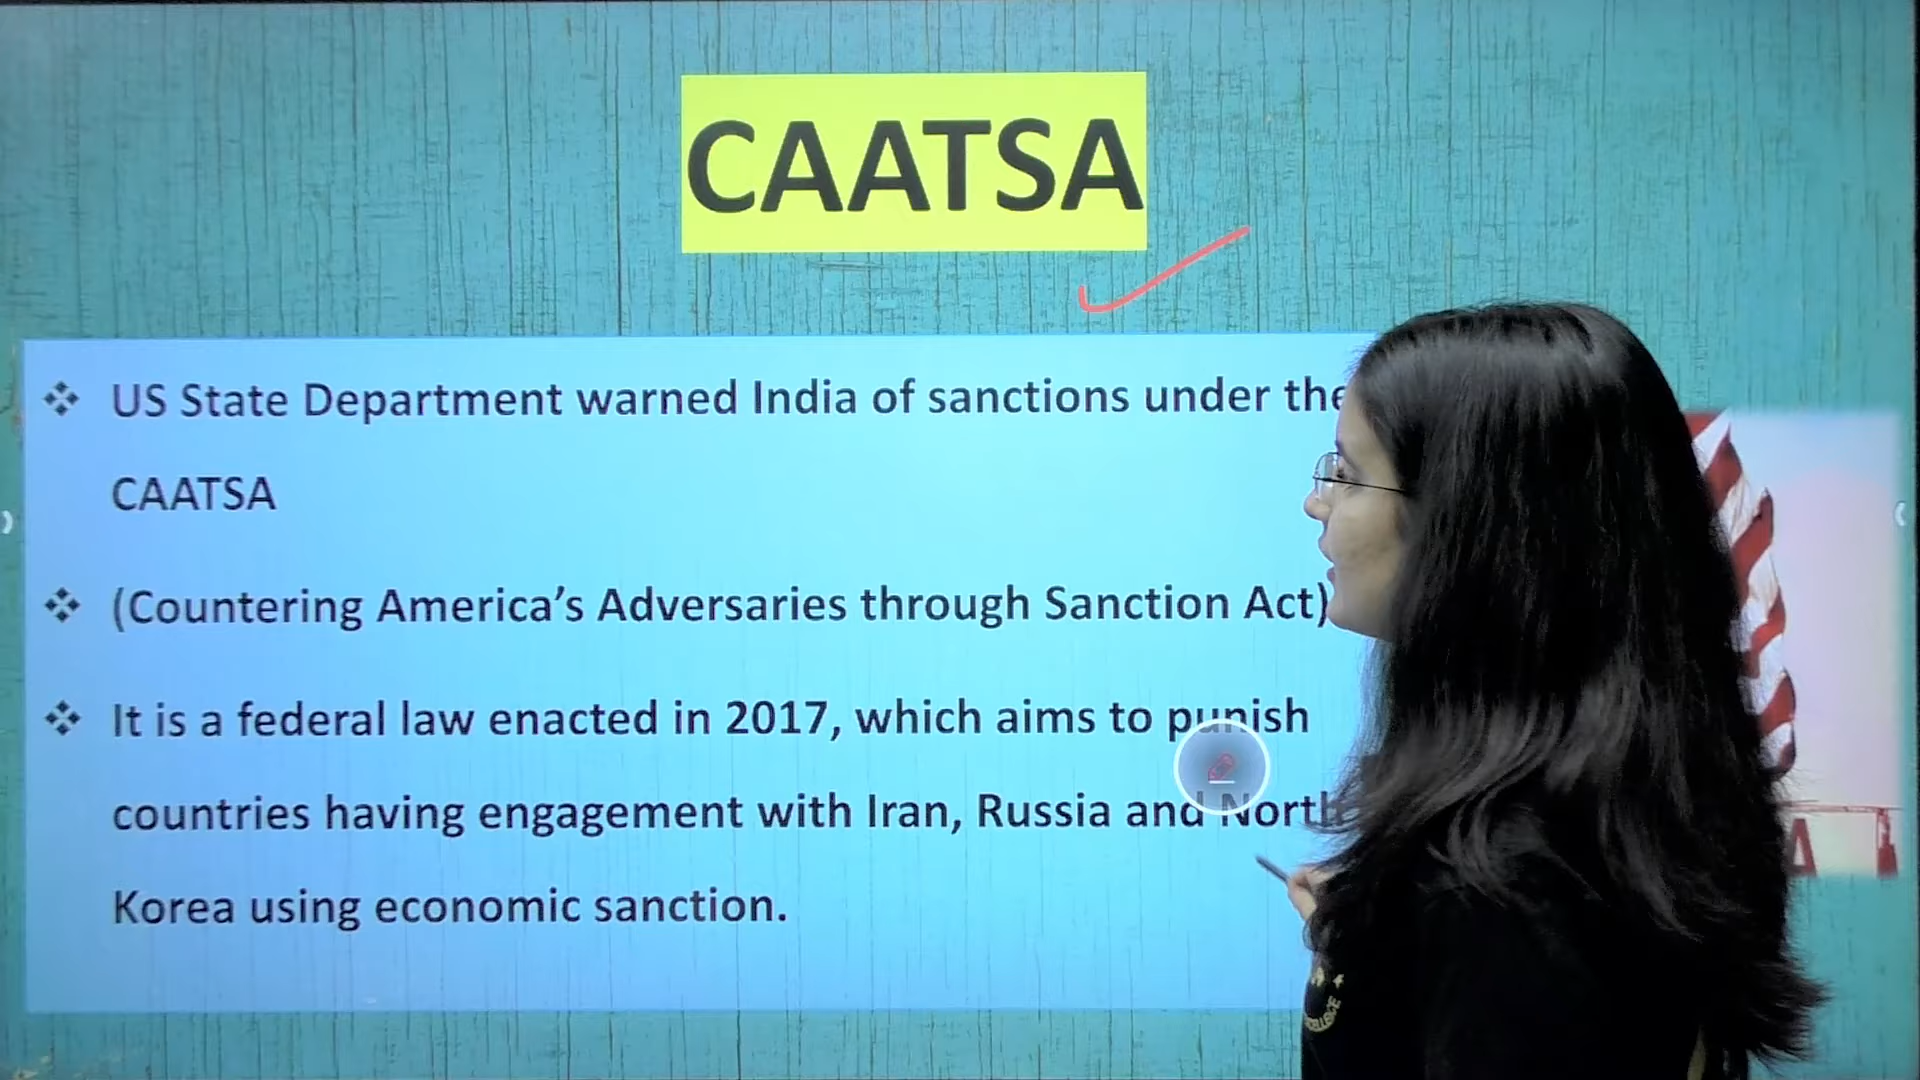 CAATSA
US State Department warned India of sanctions under the
CAATSA
(Countering America's Adversaries through Sanction Act)
It is a federal law enacted in 2017, which aims to punish
countries having engagement with Iran, Russia and North
Korea using economic sanction.